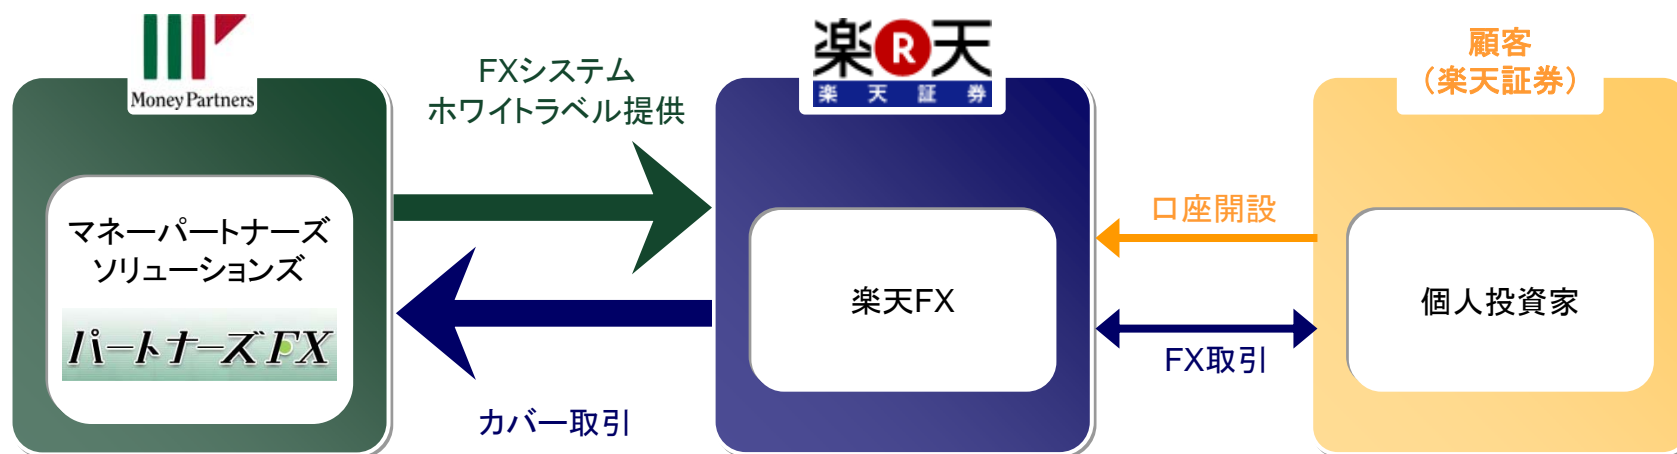 Money Partners
FXシステム
ホワイトラベル提供
楽R天
楽天証券
顧客
（楽天証券）
マネーパートナーズ
ソリューションズ
パートナーズFX
カバー取引
楽天FX
口座開設
FX取引
個人投資家